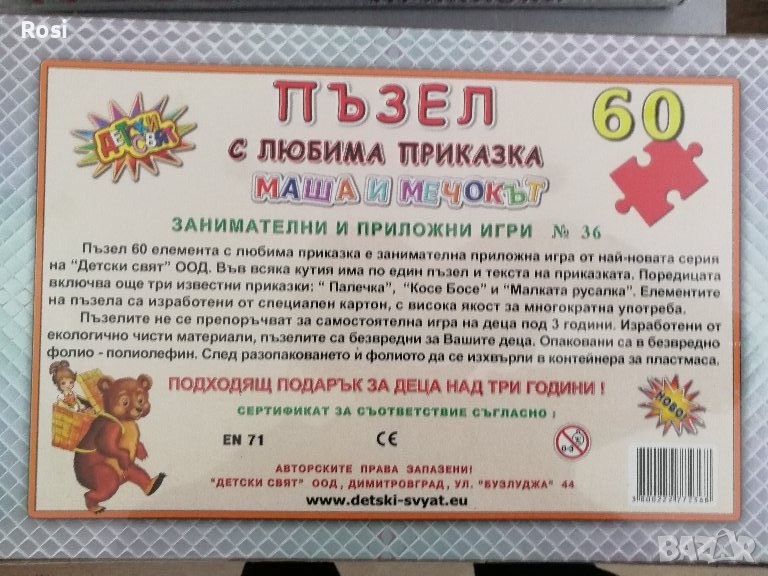 Rosi
ПЪЗЕЛ
60
ДЕТСКИ СВЯТ
С ЛЮБИМА ПРИКАЗКА
МАША И МЕЧОКЪТ
ЗАНИМАТЕЛНИ И ПРИЛОЖНИ ИГРИ № 36
Пъзел 60 елемента с любима приказка е занимателна приложна игра от най-новата серия
на "Детски свят" ООД. Във всяка кутия има по един пъзел и текста на приказката. Поредицата
включва още три известни приказки: " Палечка", "Косе Босе" и "Малката русалка". Елементите
на пъзела са изработени от специален картон, с висока якост за многократна употреба.
Пъзелите не се препоръчват за самостоятелна игра на деца под 3 години. Изработени от
екологично чисти материали, пъзелите са безвредни за Вашите деца. Опаковани са в безвредно
фолио - полиолефин. След разопаковането ѝ фолиото да се изхвърли в контейнера за пластмаса.
ПОДХОДЯЩ ПОДАРЪК ЗА ДЕЦА НАД ТРИ ГОДИНИ !
НОВО!
СЕРТИФИКАТ ЗА СЪОТВЕТСТВИЕ СЪГЛАСНО :
EN 71
CE
0-3
АВТОРСКИТЕ ПРАВА ЗАПАЗЕНИ!
"ДЕТСКИ СВЯТ" ООД, ДИМИТРОВГРАД, УЛ. "БУЗЛУДЖА" 44
www.detski-svyat.eu
BAZAR